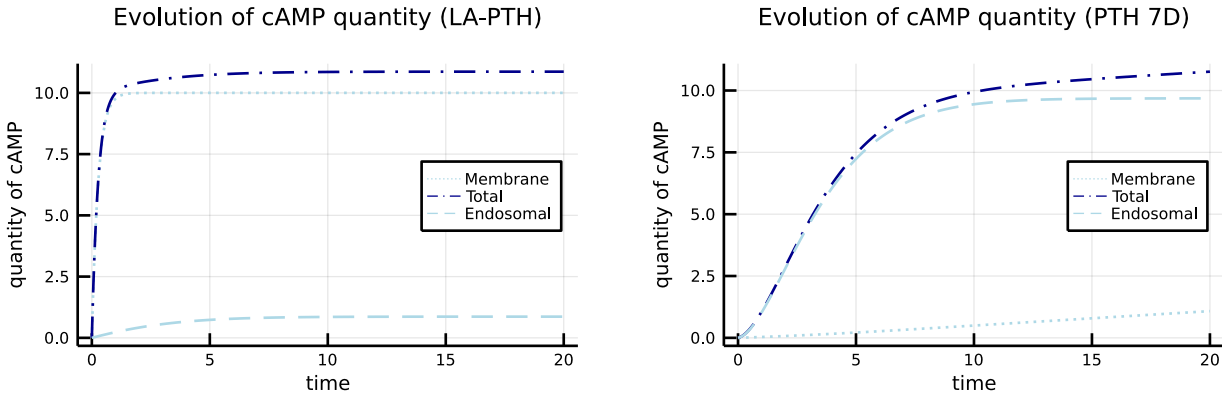 Evolution of cAMP quantity (LA-PTH)
quantity of cAMP
10.0
7.5
5.0
2.5
0.0
Membrane
Total
Endosomal
0
5
10
15
20
time
Evolution of cAMP quantity (PTH 7D)
quantity of cAMP
10.0
7.5
5.0
2.5
0.0
Membrane
Total
Endosomal
0
5
10
15
20
time